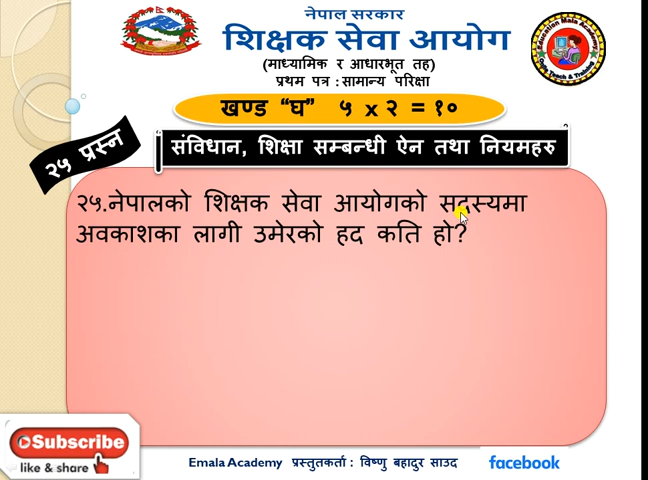 नेपाल सरकार
शिक्षक सेवा आयोग
(माध्यामिक र आधारभूत तह)
प्रथम पत्र : सामान्य परिक्षा
खण्ड “घ” ५ x २ = १०
२५ प्रस्न
संविधान, शिक्षा सम्बन्धी ऐन तथा नियमहरु
२५.नेपालको शिक्षक सेवा आयोगको सदस्यमा
अवकाशका लागी उमेरको हद कति हो?
Subscribe
like & share
Emala Academy प्रस्तुतकर्ता : विष्णु बहादुर साउद
facebook